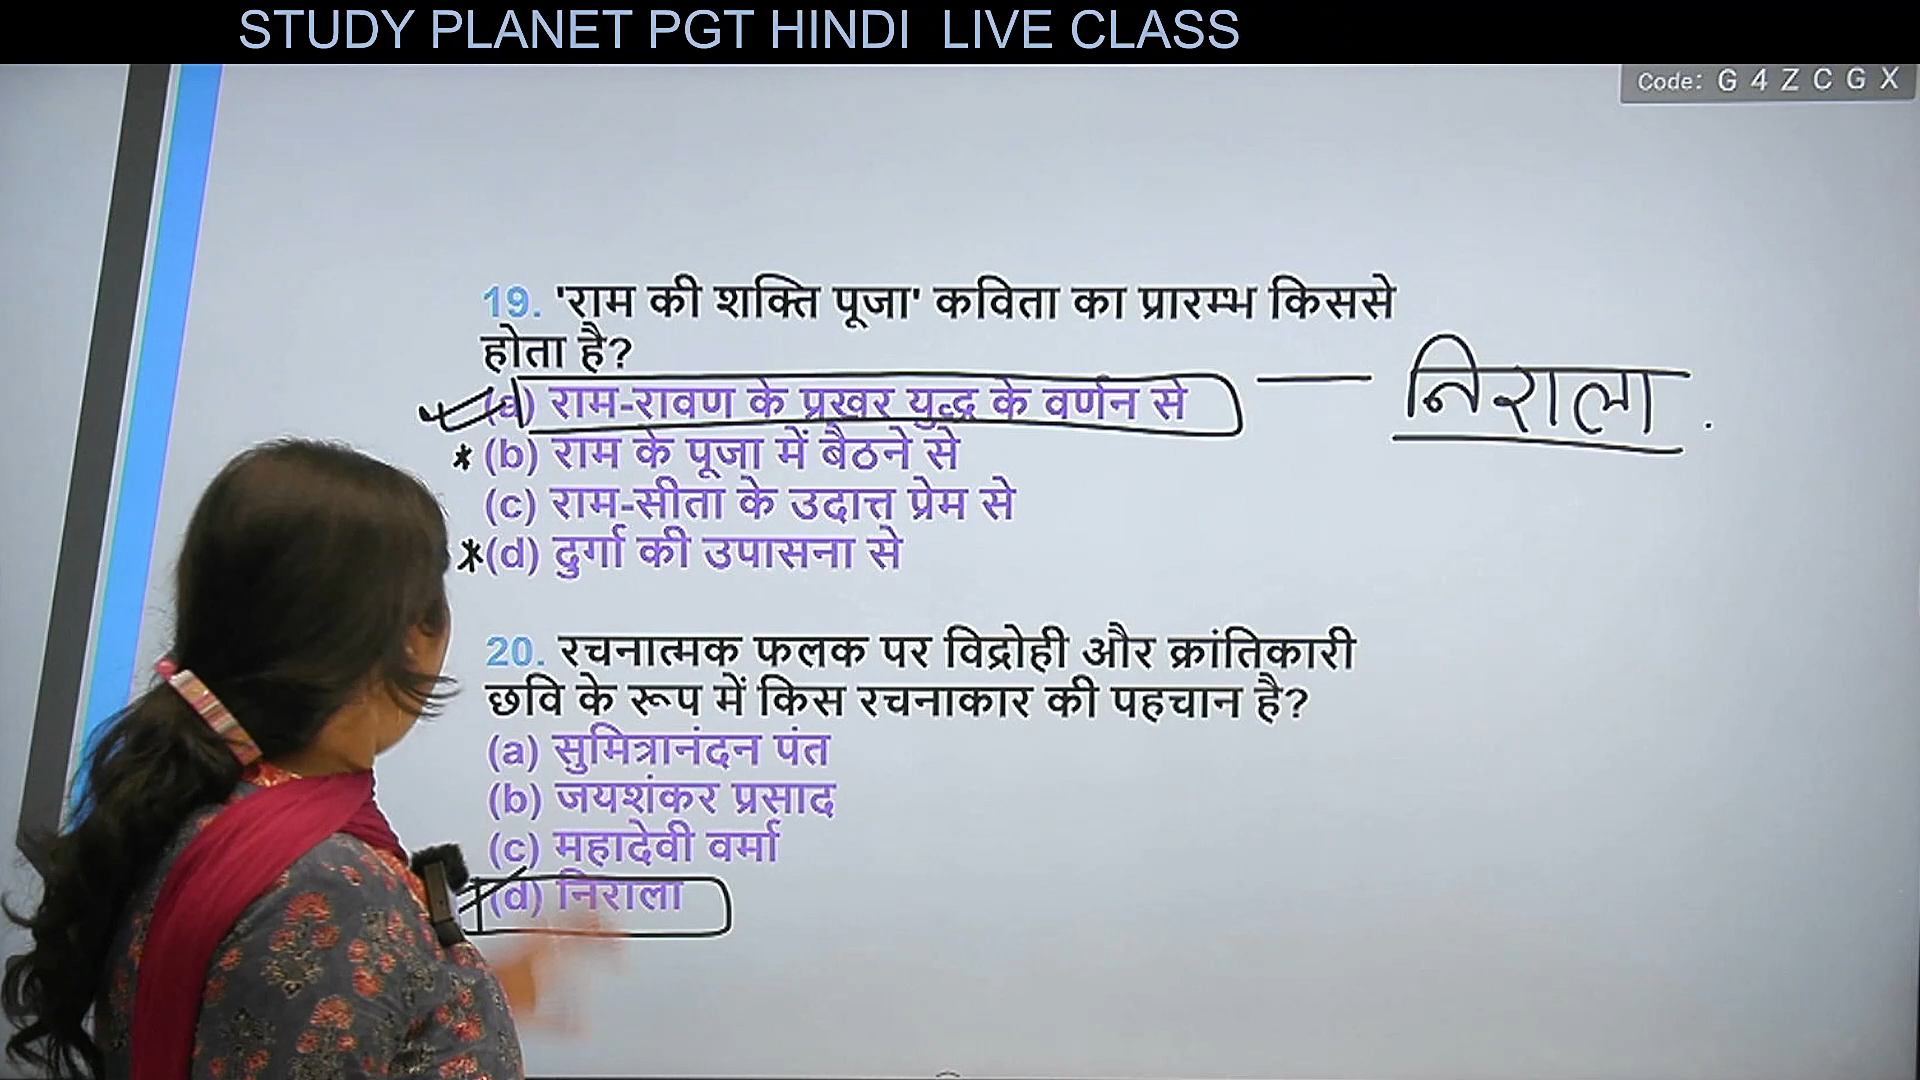 STUDY PLANET PGT HINDI LIVE CLASS
Code: G 4 Z C G X
19. 'राम की शक्ति पूजा' कविता का प्रारम्भ किससे
होता है?
(a) राम-रावण के प्रखर युद्ध के वर्णन से — निराला.
* (b) राम के पूजा में बैठने से
(c) राम-सीता के उदात्त प्रेम से
* (d) दुर्गा की उपासना से
20. रचनात्मक फलक पर विद्रोही और क्रांतिकारी
छवि के रूप में किस रचनाकार की पहचान है?
(a) सुमित्रानंदन पंत
(b) जयशंकर प्रसाद
(c) महादेवी वर्मा
(d) निराला